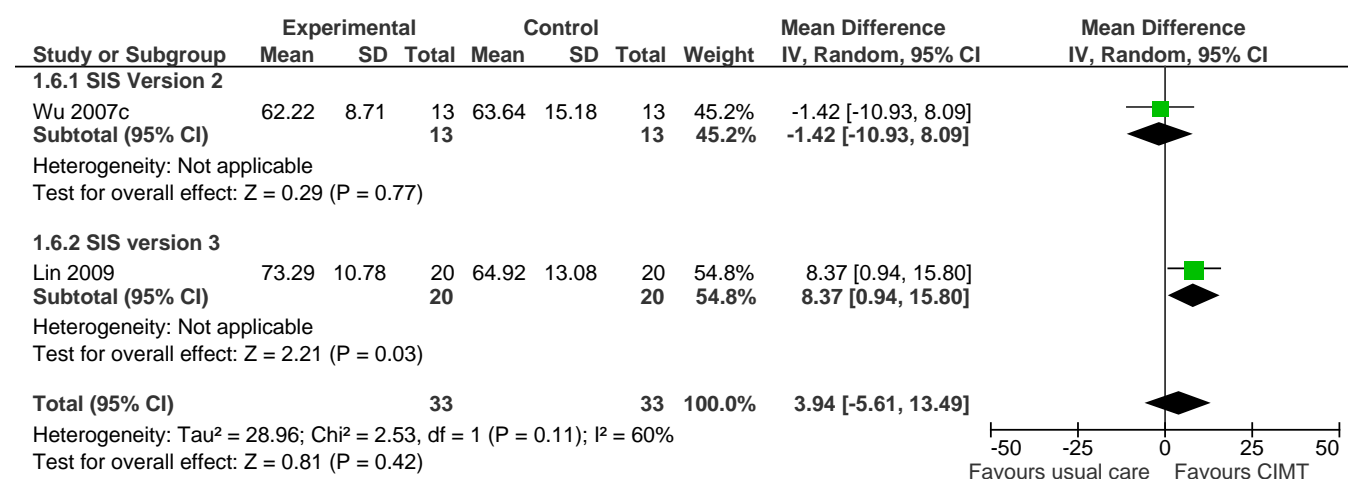 Experimental Control Mean Difference Mean Difference
Study or Subgroup Mean SD Total Mean SD Total Weight IV, Random, 95% CI IV, Random, 95% CI
1.6.1 SIS Version 2
Wu 2007c 62.22 8.71 13 63.64 15.18 13 45.2% -1.42 [-10.93, 8.09]
Subtotal (95% CI) 13 13 45.2% -1.42 [-10.93, 8.09]
Heterogeneity: Not applicable
Test for overall effect: Z = 0.29 (P = 0.77)
1.6.2 SIS version 3
Lin 2009 73.29 10.78 20 64.92 13.08 20 54.8% 8.37 [0.94, 15.80]
Subtotal (95% CI) 20 20 54.8% 8.37 [0.94, 15.80]
Heterogeneity: Not applicable
Test for overall effect: Z = 2.21 (P = 0.03)
Total (95% CI) 33 33 100.0% 3.94 [-5.61, 13.49]
Heterogeneity: Tau² = 28.96; Chi² = 2.53, df = 1 (P = 0.11); I² = 60%
Test for overall effect: Z = 0.81 (P = 0.42)
-50 -25 0 25 50
Favours usual care Favours CIMT